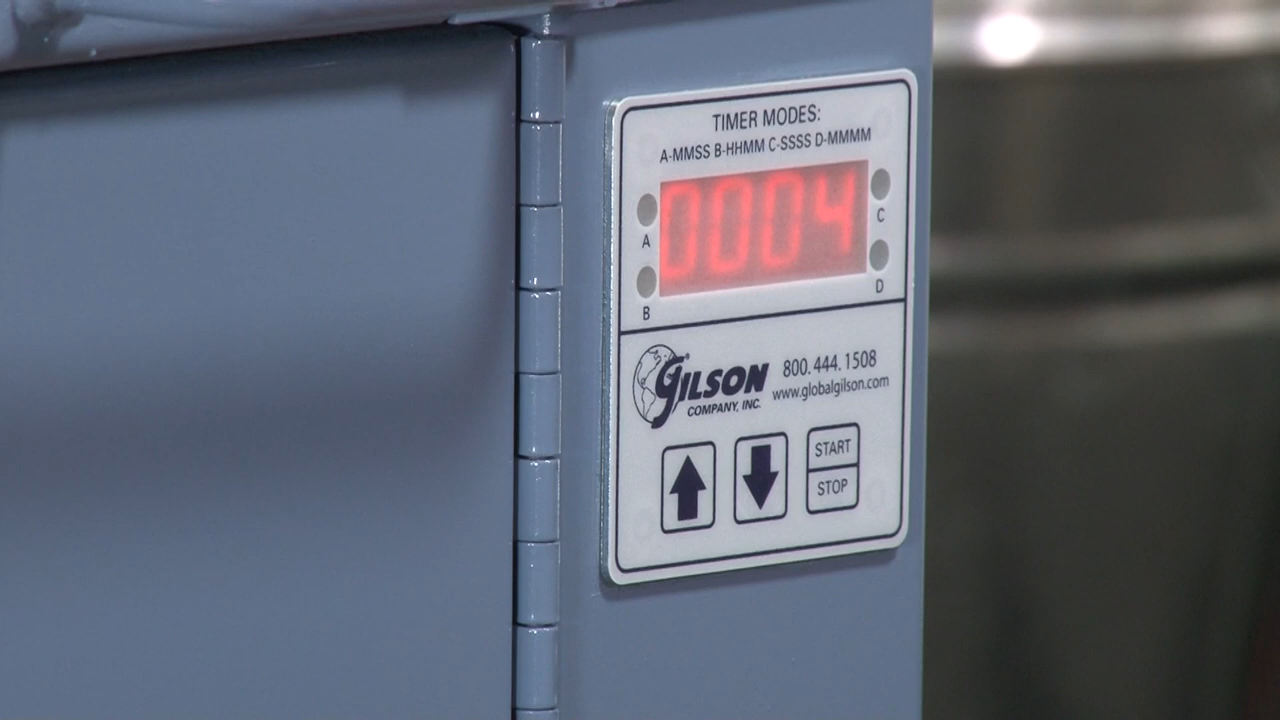 TIMER MODES:
A-MMSS B-HHMM C-SSSS D-MMMM
0004
A
C
B
D
GILSON
COMPANY, INC.
800.444.1508
www.globalgilson.com
START
STOP